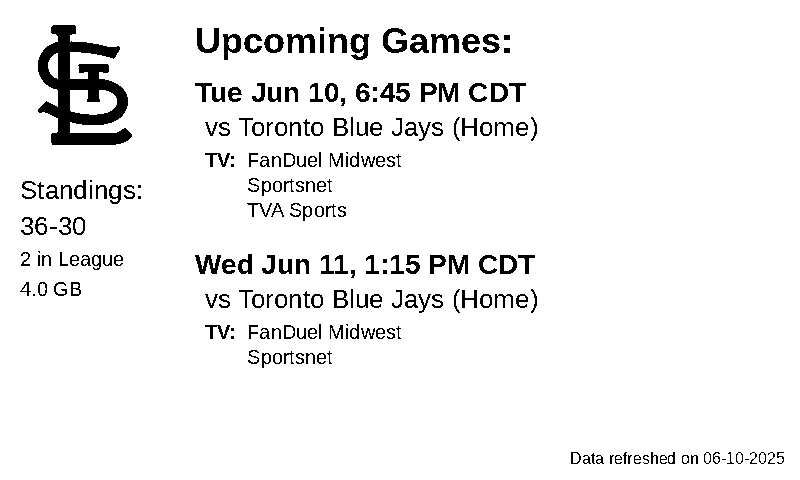 Upcoming Games:
Tue Jun 10, 6:45 PM CDT
vs Toronto Blue Jays (Home)
TV: FanDuel Midwest
Sportsnet
TVA Sports
Wed Jun 11, 1:15 PM CDT
vs Toronto Blue Jays (Home)
TV: FanDuel Midwest
Sportsnet
STL
Standings:
36-30
2 in League
4.0 GB
Data refreshed on 06-10-2025